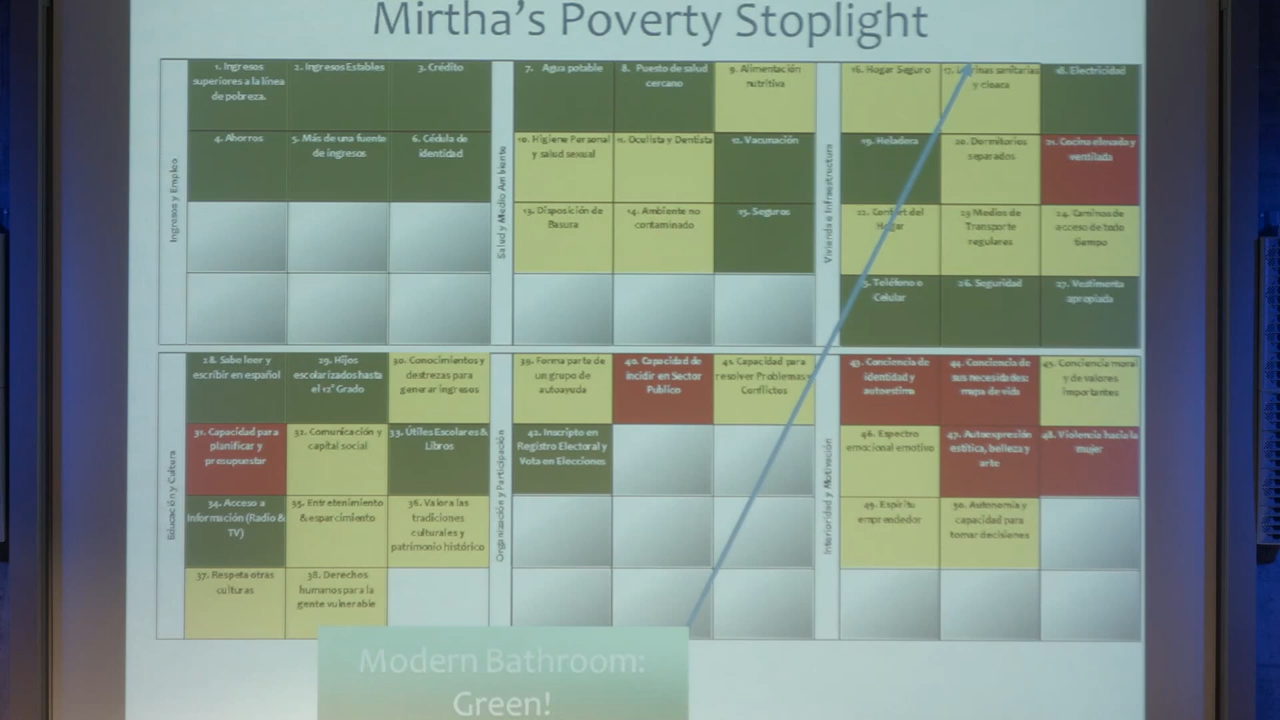 Mirtha's Poverty Stoplight
Ingresos y Empleo
1. Ingresos
superiores a la línea
de pobreza.
2. Ingresos Estables
3. Crédito
4. Ahorros
5. Más de una fuente
de ingresos
6. Cédula de
identidad
Salud y Medio Ambiente
7. Agua potable
8. Puesto de salud
cercano
9. Alimentación
nutritiva
10. Higiene Personal
y salud sexual
11. Oculista y Dentista
12. Vacunación
13. Disposición de
Basura
14. Ambiente no
contaminado
15. Seguros
Vivienda e Infraestructura
16. Hogar Seguro
17. Letrinas sanitarias
y cloaca
18. Electricidad
19. Heladera
20. Dormitorios
separados
21. Cocina elevada y
ventilada
22. Confort del
Hogar
23 Medios de
Transporte
regulares
24. Caminos de
acceso de todo
tiempo
25. Teléfono o
Celular
26. Seguridad
27. Vestimenta
apropiada
Educación y Cultura
28. Sabe leer y
escribir en español
29. Hijos
escolarizados hasta
el 12° Grado
30. Conocimientos y
destrezas para
generar ingresos
31. Capacidad para
planificar y
presupuestar
32. Comunicación y
capital social
33. Útiles Escolares &
Libros
34. Acceso a
Información (Radio &
TV)
35. Entretenimiento
& esparcimiento
36. Valora las
tradiciones
culturales y
patrimonio histórico
37. Respeta otras
culturas
38. Derechos
humanos para la
gente vulnerable
Organización y Participación
39. Forma parte de
un grupo de
autoayuda
40. Capacidad de
incidir en Sector
Publico
41. Capacidad para
resolver Problemas y
Conflictos
42. Inscripto en
Registro Electoral y
Vota en Elecciones
Interioridad y Motivación
43. Conciencia de
identidad y
autoestima
44. Conciencia de
sus necesidades:
mapa de vida
45. Conciencia moral
y de valores
importantes
46. Espectro
emocional emotivo
47. Autoexpresión
estética, belleza y
arte
48. Violencia hacia la
mujer
49. Espíritu
emprendedor
50. Autonomía y
capacidad para
tomar decisiones
Modern Bathroom:
Green!